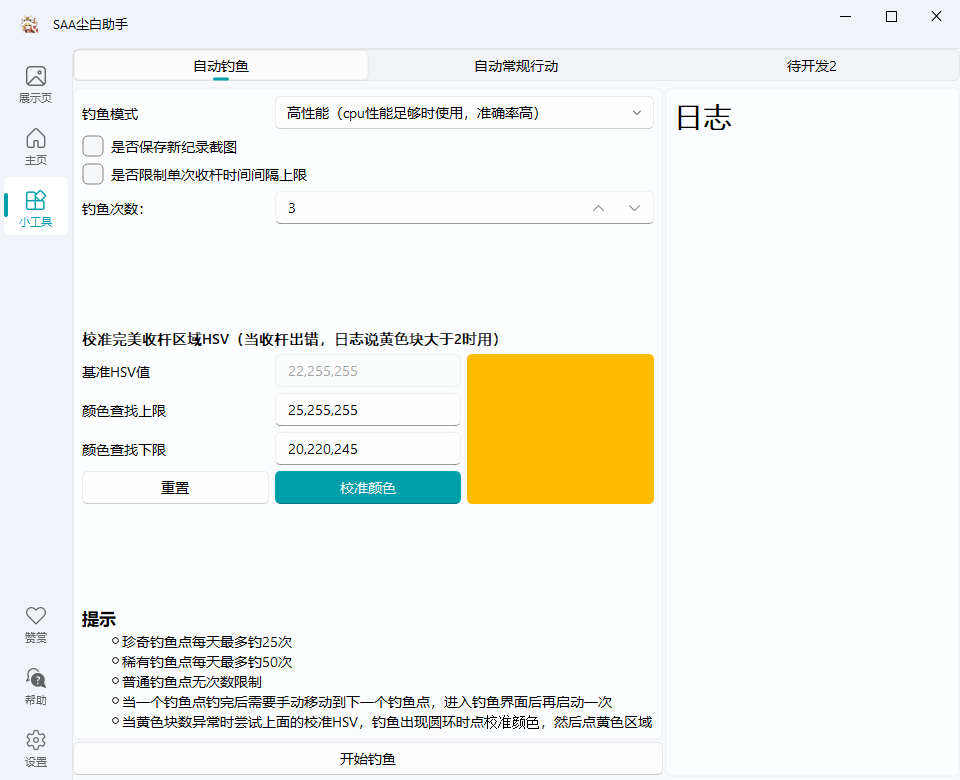 SAA尘白助手
展示页
主页
小工具
赞赏
帮助
设置
自动钓鱼
自动常规行动
待开发2
钓鱼模式
高性能（cpu性能足够时使用，准确率高）
是否保存新纪录截图
是否限制单次收杆时间间隔上限
钓鱼次数:
3
校准完美收杆区域HSV（当收杆出错，日志说黄色块大于2时用）
基准HSV值
22,255,255
颜色查找上限
25,255,255
颜色查找下限
20,220,245
重置
校准颜色
提示
珍奇钓鱼点每天最多钓25次
稀有钓鱼点每天最多钓50次
普通钓鱼点无次数限制
当一个钓鱼点钓完后需要手动移动到下一个钓鱼点，进入钓鱼界面后再启动一次
当黄色块数异常时尝试上面的校准HSV，钓鱼出现圆环时点校准颜色，然后点黄色区域
开始钓鱼
日志